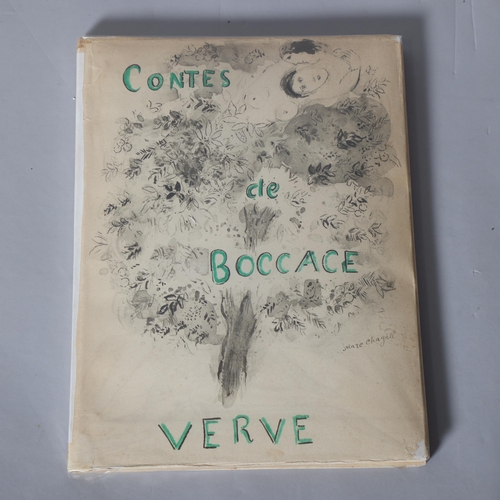 CONTES
de
BOCCACE
Marc Chagall
VERVE